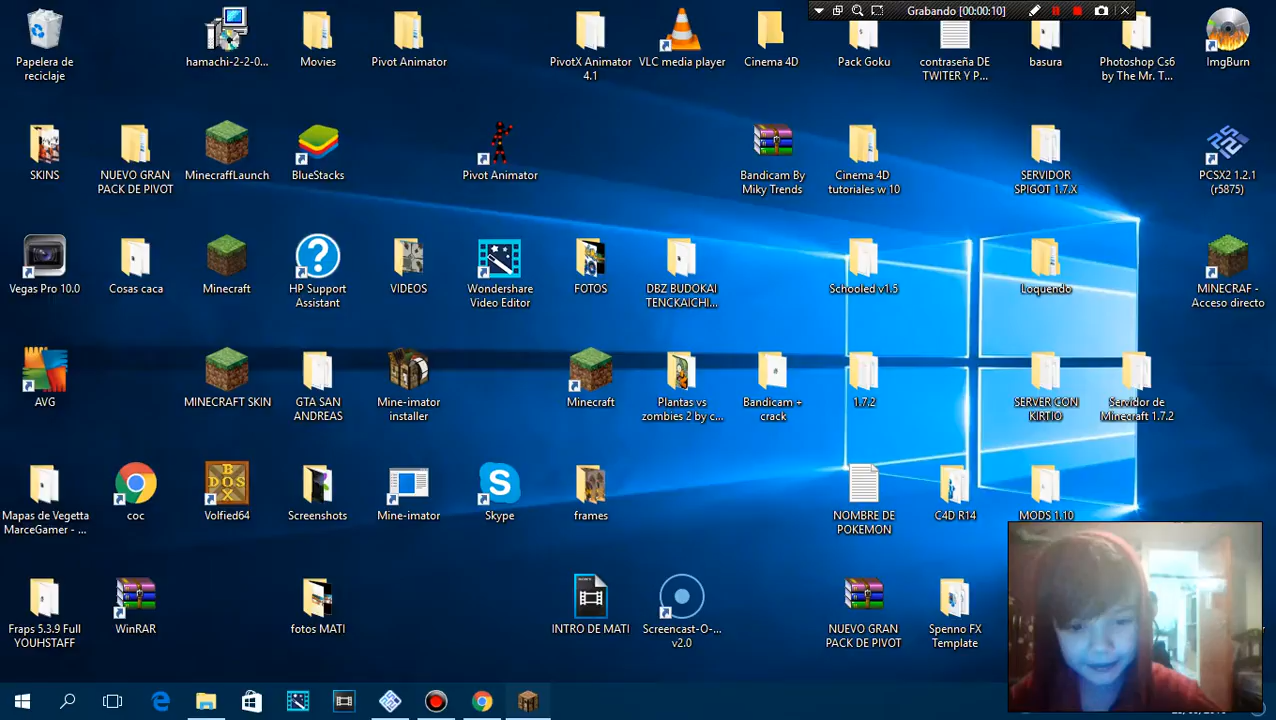 Grabando [00:00:10]
Papelera de
reciclaje
hamachi-2-2-0...
Movies
Pivot Animator
PivotX Animator
4.1
VLC media player
Cinema 4D
Pack Goku
contraseña DE
TWITER Y P...
basura
Photoshop Cs6
by The Mr. T...
ImgBurn
SKINS
NUEVO GRAN
PACK DE PIVOT
MinecraffLaunch
BlueStacks
Pivot Animator
Bandicam By
Miky Trends
Cinema 4D
tutoriales w 10
SERVIDOR
SPIGOT 1.7.X
PCSX2 1.2.1
(r5875)
Vegas Pro 10.0
Cosas caca
Minecraft
HP Support
Assistant
VIDEOS
Wondershare
Video Editor
FOTOS
DBZ BUDOKAI
TENCKAICHI...
Schooled v1.5
Loquendo
MINECRAF -
Acceso directo
AVG
MINECRAFT SKIN
GTA SAN
ANDREAS
Mine-imator
installer
Minecraft
Plantas vs
zombies 2 by c...
Bandicam +
crack
1.7.2
SERVER CON
KIRTIO
Servidor de
Minecraft 1.7.2
Mapas de Vegetta
MarceGamer - ...
coc
Volfied64
Screenshots
Mine-imator
Skype
frames
NOMBRE DE
POKEMON
C4D R14
MODS 1.10
Fraps 5.3.9 Full
YOUHSTAFF
WinRAR
fotos MATI
INTRO DE MATI
Screencast-O-...
v2.0
NUEVO GRAN
PACK DE PIVOT
Spenno FX
Template